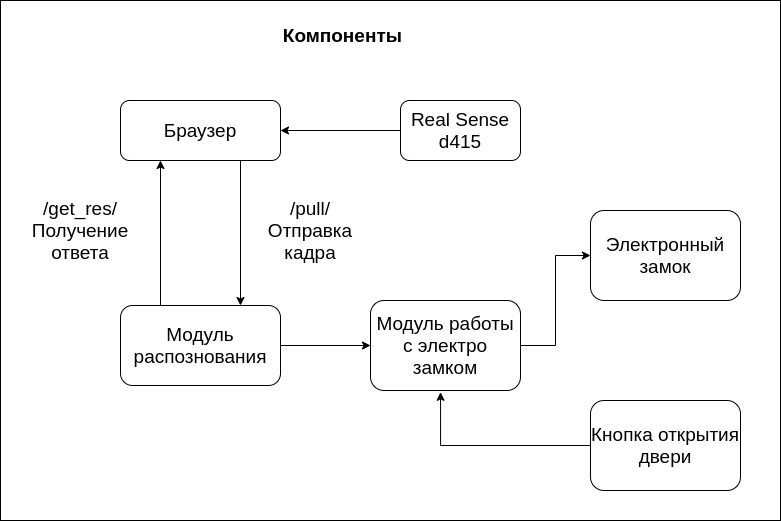 Компоненты
Браузер
Real Sense
d415
/get_res/
Получение
ответа
/pull/
Отправка
кадра
Электронный
замок
Модуль
распознования
Модуль работы
с электро
замком
Кнопка открытия
двери